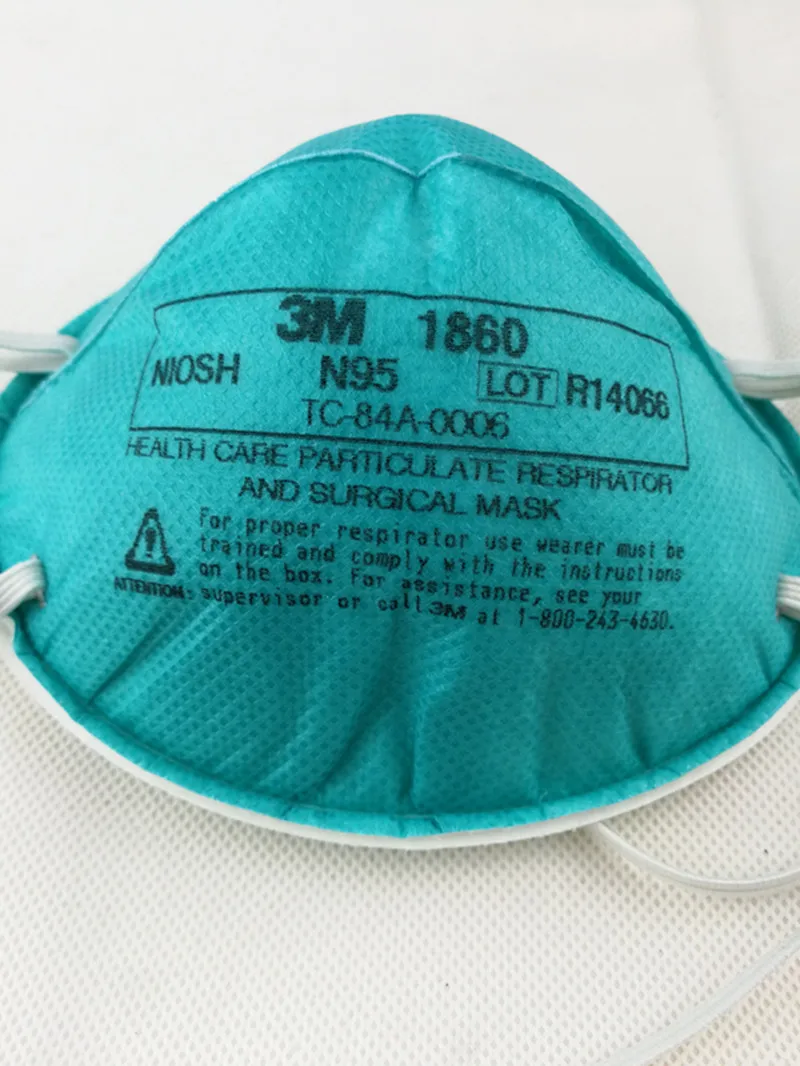 3M 1860
NIOSH N95 LOT R14066
TC-84A-0006
HEALTH CARE PARTICULATE RESPIRATOR
AND SURGICAL MASK
For proper respirator use wearer must be
trained and comply with the instructions
on the box. For assistance, see your
ATTENTION: supervisor or call 3M at 1-800-243-4630.